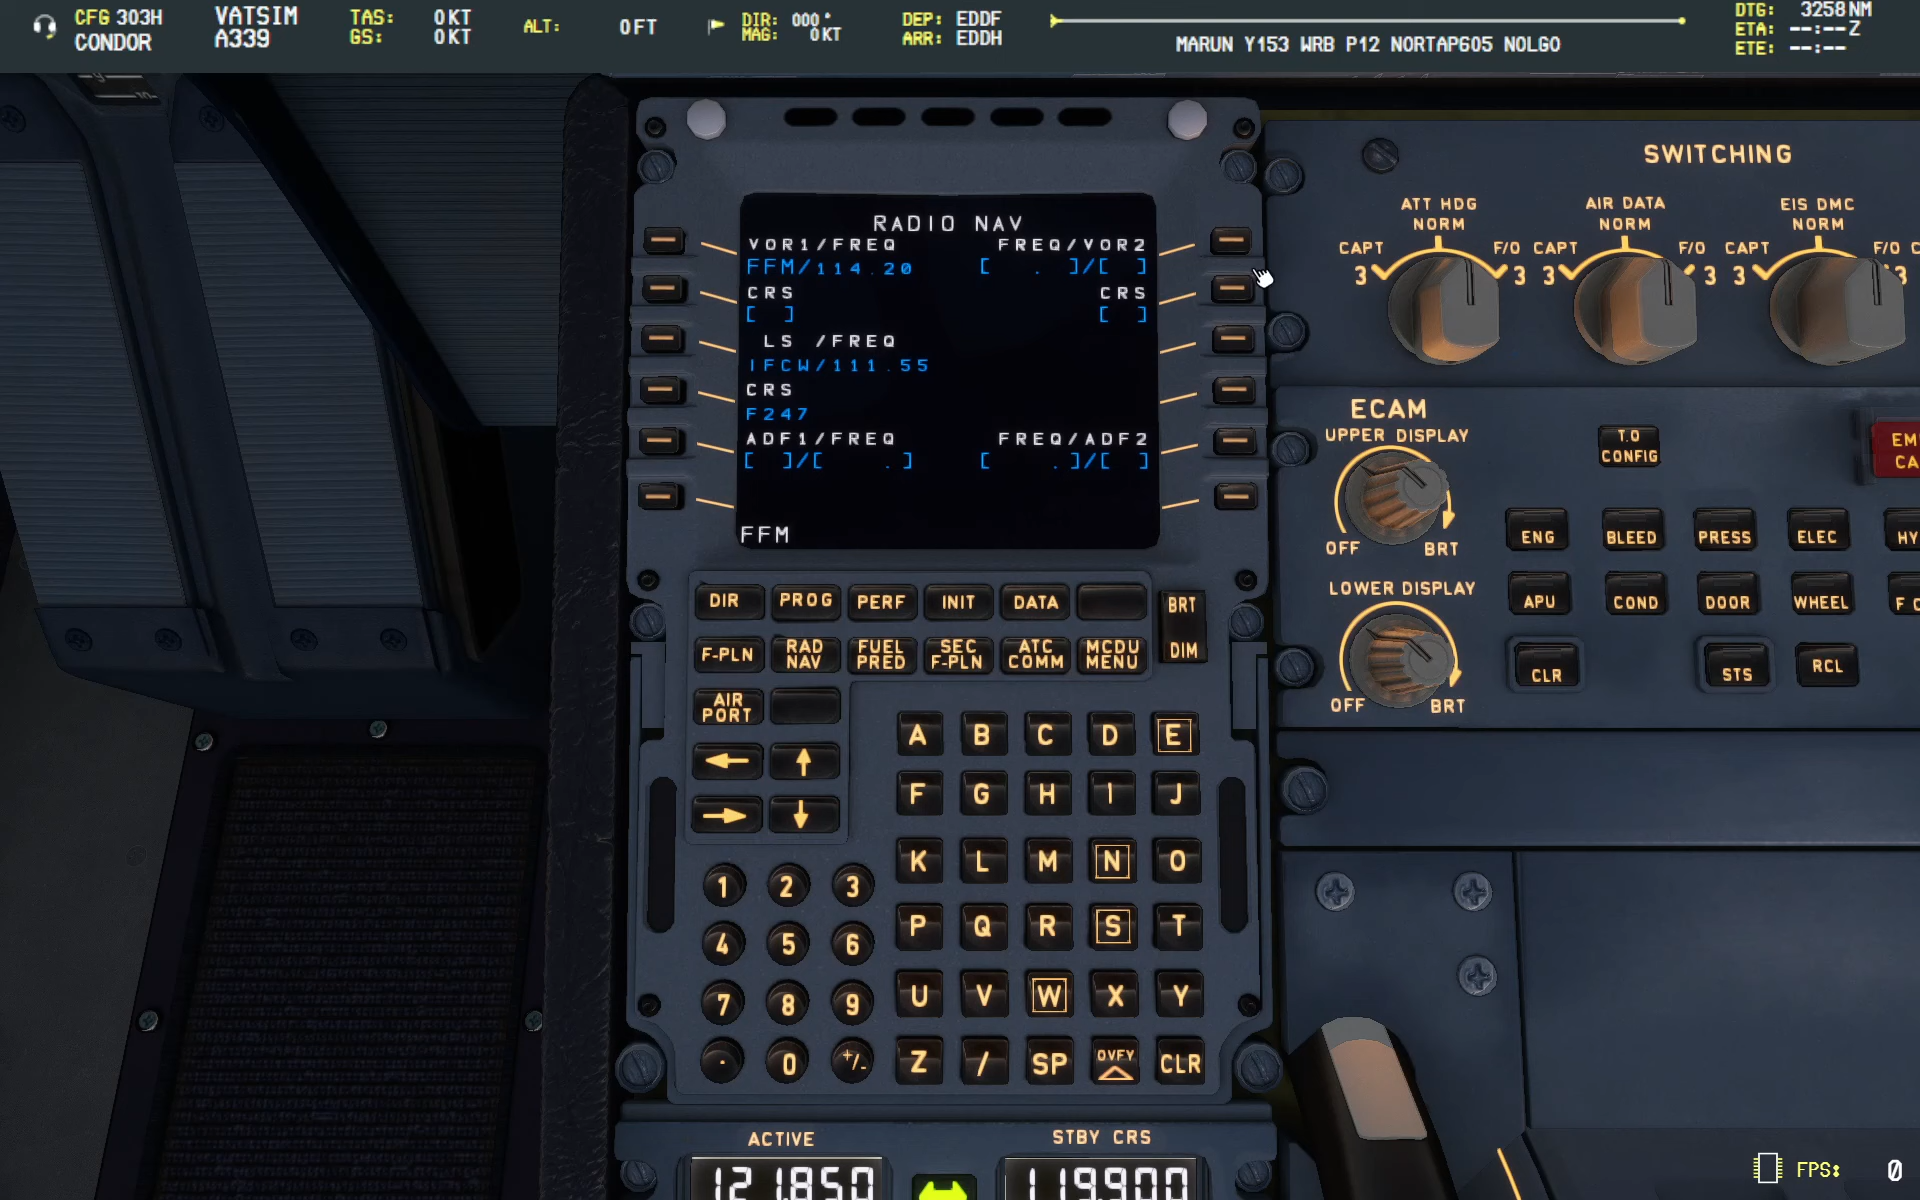 CFG 303H
CONDOR
VATSIM
A339
TAS: 0KT
GS: 0KT
ALT: 0FT
DIR: 000°
MAG: 0KT
DEP: EDDF
ARR: EDDH
MARUN Y153 WRB P12 NORTAP605 NOLGO
DTG: 3258NM
ETA: --:--Z
ETE: --:--
RADIO NAV
VOR1/FREQ FREQ/VOR2
FFM/114.20 [ . ]/[ ]
CRS CRS
[ ] [ ]
LS /FREQ
IFCW/111.55
CRS
F247
ADF1/FREQ FREQ/ADF2
[ ]/[ .] [ .]/[ ]
FFM
DIR PROG PERF INIT DATA
BRT
DIM
F-PLN RAD NAV FUEL PRED SEC F-PLN ATC COMM MCDU MENU
AIR PORT
← ↑
→ ↓
A B C D E
F G H I J
K L M N O
P Q R S T
U V W X Y
Z / SP OVFY CLR
1 2 3
4 5 6
7 8 9
. 0 +/-
ACTIVE STBY CRS
121.850 119.900
SWITCHING
ATT HDG AIR DATA EIS DMC
NORM NORM NORM
CAPT F/O CAPT F/O CAPT F/O
3 3 3 3 3 3
ECAM
UPPER DISPLAY
OFF BRT
LOWER DISPLAY
OFF BRT
T.O
CONFIG
ENG BLEED PRESS ELEC
APU COND DOOR WHEEL
CLR STS RCL
FPS: 0